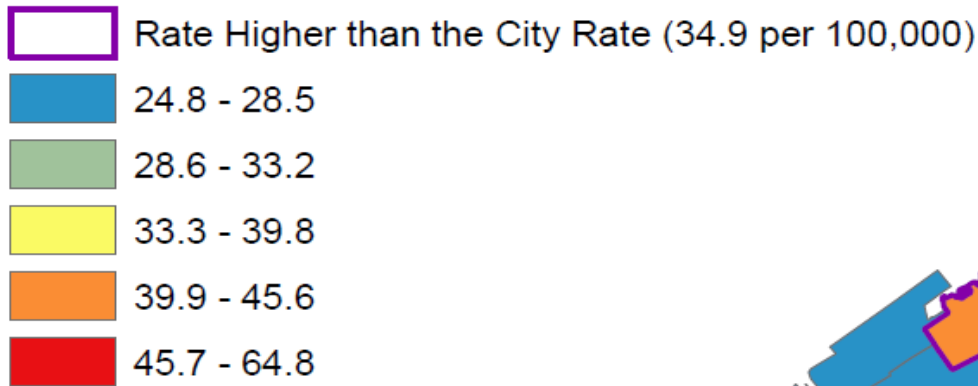 Rate Higher than the City Rate (34.9 per 100,000)
24.8 - 28.5
28.6 - 33.2
33.3 - 39.8
39.9 - 45.6
45.7 - 64.8